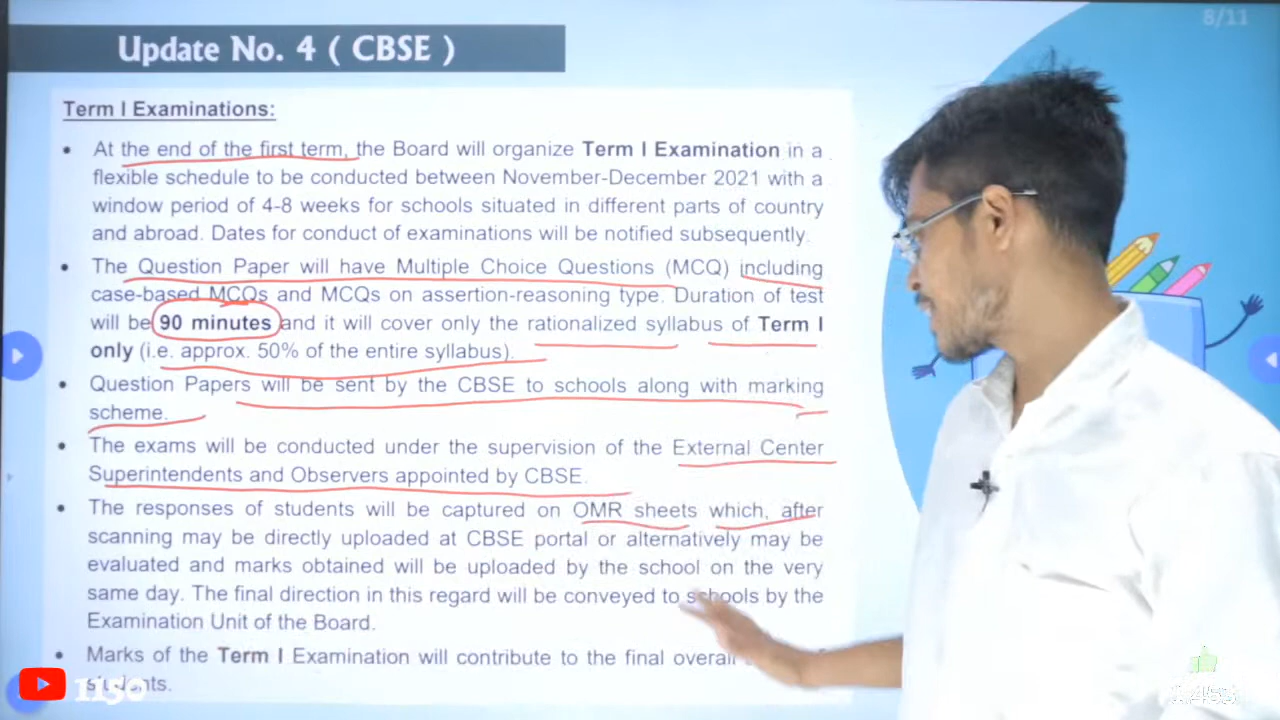 8/11
Update No. 4 ( CBSE )
Term I Examinations:
• At the end of the first term, the Board will organize Term I Examination in a
flexible schedule to be conducted between November-December 2021 with a
window period of 4-8 weeks for schools situated in different parts of country
and abroad. Dates for conduct of examinations will be notified subsequently.
• The Question Paper will have Multiple Choice Questions (MCQ) including
case-based MCQs and MCQs on assertion-reasoning type. Duration of test
will be 90 minutes and it will cover only the rationalized syllabus of Term I
only (i.e. approx. 50% of the entire syllabus).
• Question Papers will be sent by the CBSE to schools along with marking
scheme.
• The exams will be conducted under the supervision of the External Center
Superintendents and Observers appointed by CBSE.
• The responses of students will be captured on OMR sheets which, after
scanning may be directly uploaded at CBSE portal or alternatively may be
evaluated and marks obtained will be uploaded by the school on the very
same day. The final direction in this regard will be conveyed to schools by the
Examination Unit of the Board.
• Marks of the Term I Examination will contribute to the final overall
students.
1150